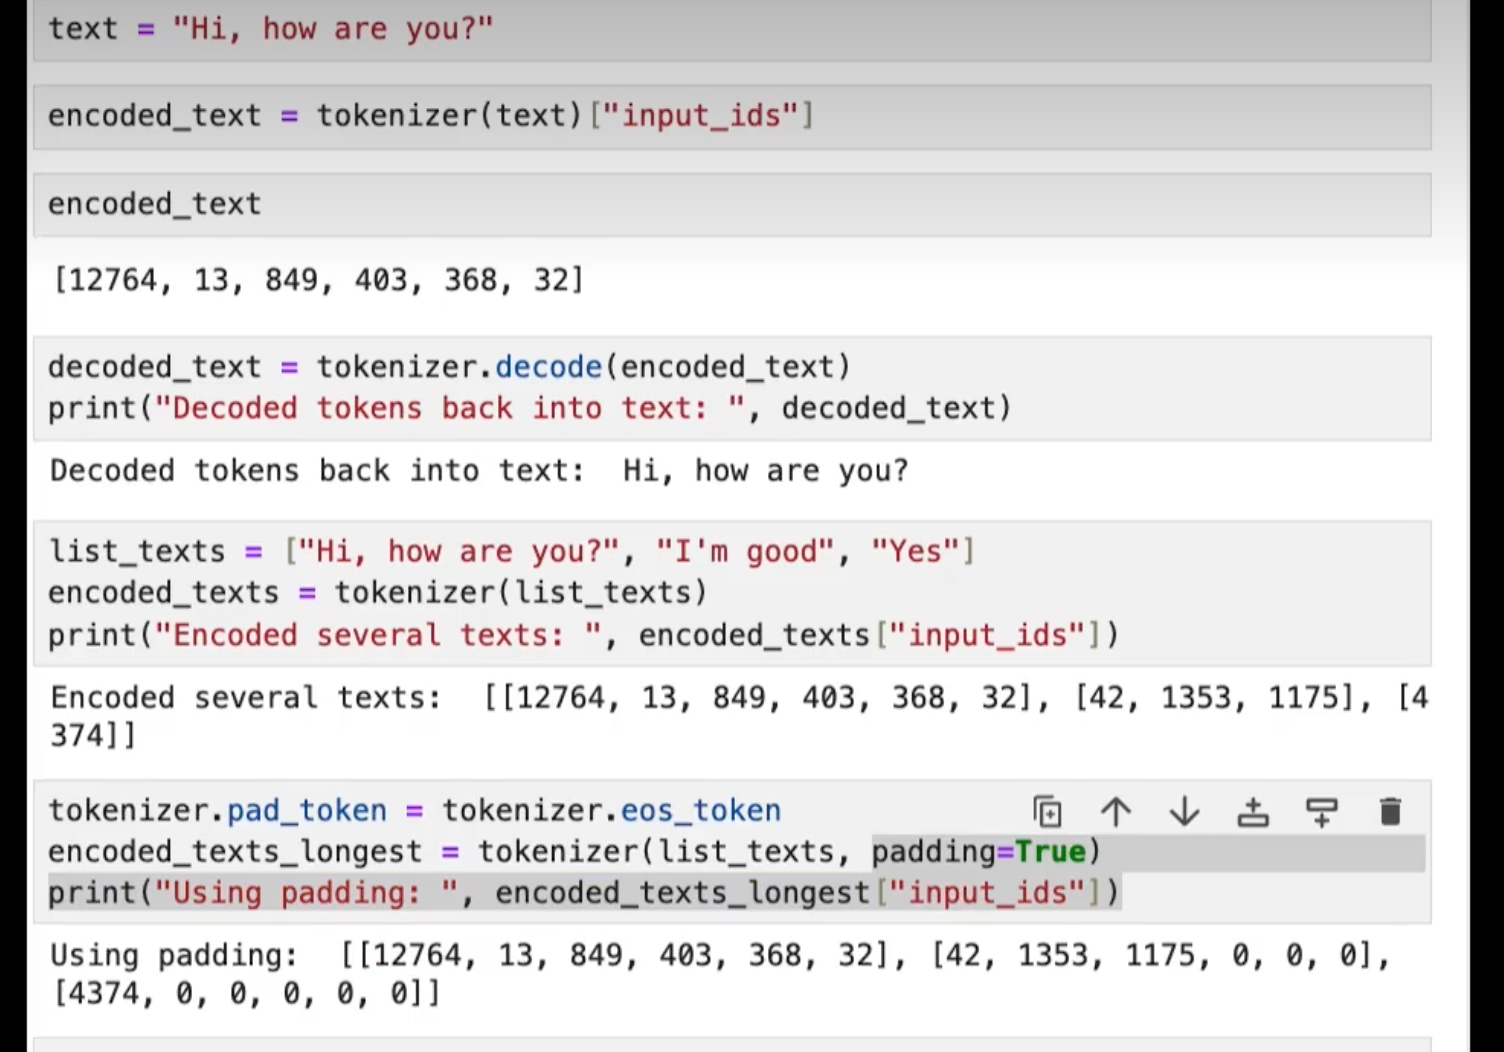 text = "Hi, how are you?"
encoded_text = tokenizer(text)["input_ids"]
encoded_text
[12764, 13, 849, 403, 368, 32]
decoded_text = tokenizer.decode(encoded_text)
print("Decoded tokens back into text: ", decoded_text)
Decoded tokens back into text:  Hi, how are you?
list_texts = ["Hi, how are you?", "I'm good", "Yes"]
encoded_texts = tokenizer(list_texts)
print("Encoded several texts: ", encoded_texts["input_ids"])
Encoded several texts:  [[12764, 13, 849, 403, 368, 32], [42, 1353, 1175], [4
374]]
tokenizer.pad_token = tokenizer.eos_token
encoded_texts_longest = tokenizer(list_texts, padding=True)
print("Using padding: ", encoded_texts_longest["input_ids"])
Using padding:  [[12764, 13, 849, 403, 368, 32], [42, 1353, 1175, 0, 0, 0],
[4374, 0, 0, 0, 0, 0]]